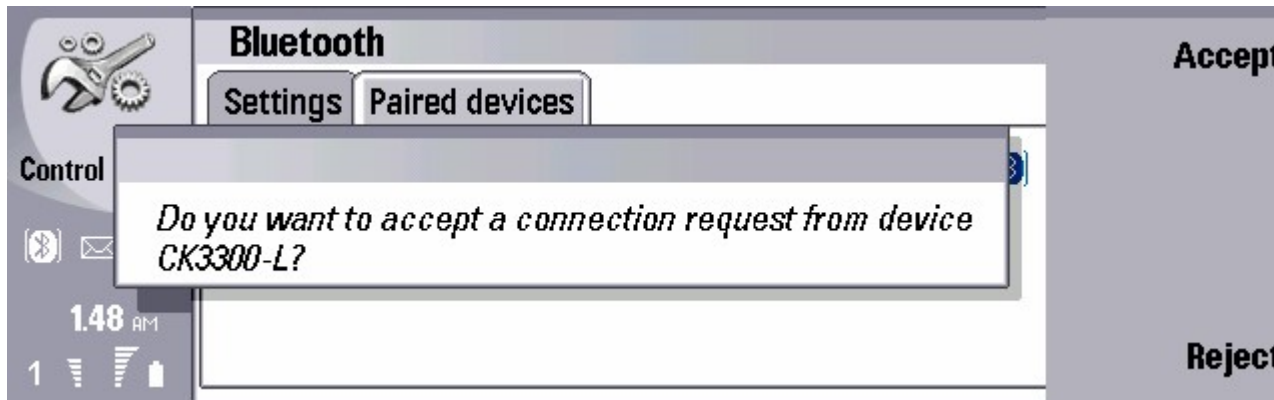 Bluetooth
Accept
Settings
Paired devices
Control
Do you want to accept a connection request from device
CK3300-L?
1.48 AM
1
Reject